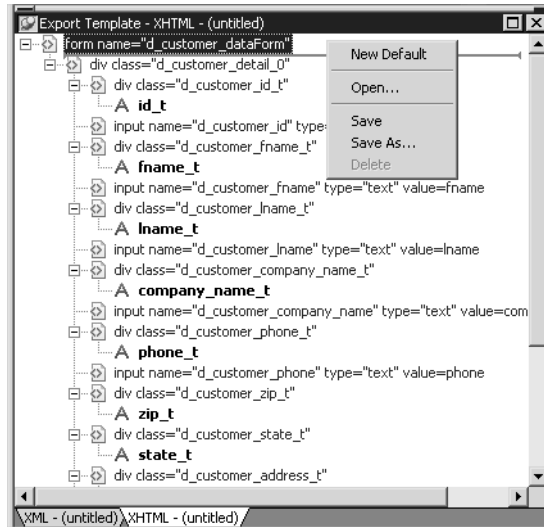 Export Template - XHTML - (untitled)
form name="d_customer_dataForm"
div class="d_customer_detail_0"
div class="d_customer_id_t"
id_t
input name="d_customer_id" type=
div class="d_customer_fname_t"
fname_t
input name="d_customer_fname" type="text" value=fname
div class="d_customer_lname_t"
lname_t
input name="d_customer_lname" type="text" value=lname
div class="d_customer_company_name_t"
company_name_t
input name="d_customer_company_name" type="text" value=com
div class="d_customer_phone_t"
phone_t
input name="d_customer_phone" type="text" value=phone
div class="d_customer_zip_t"
zip_t
div class="d_customer_state_t"
state_t
div class="d_customer_address_t"
New Default
Open...
Save
Save As...
Delete
XML - (untitled) XHTML - (untitled)